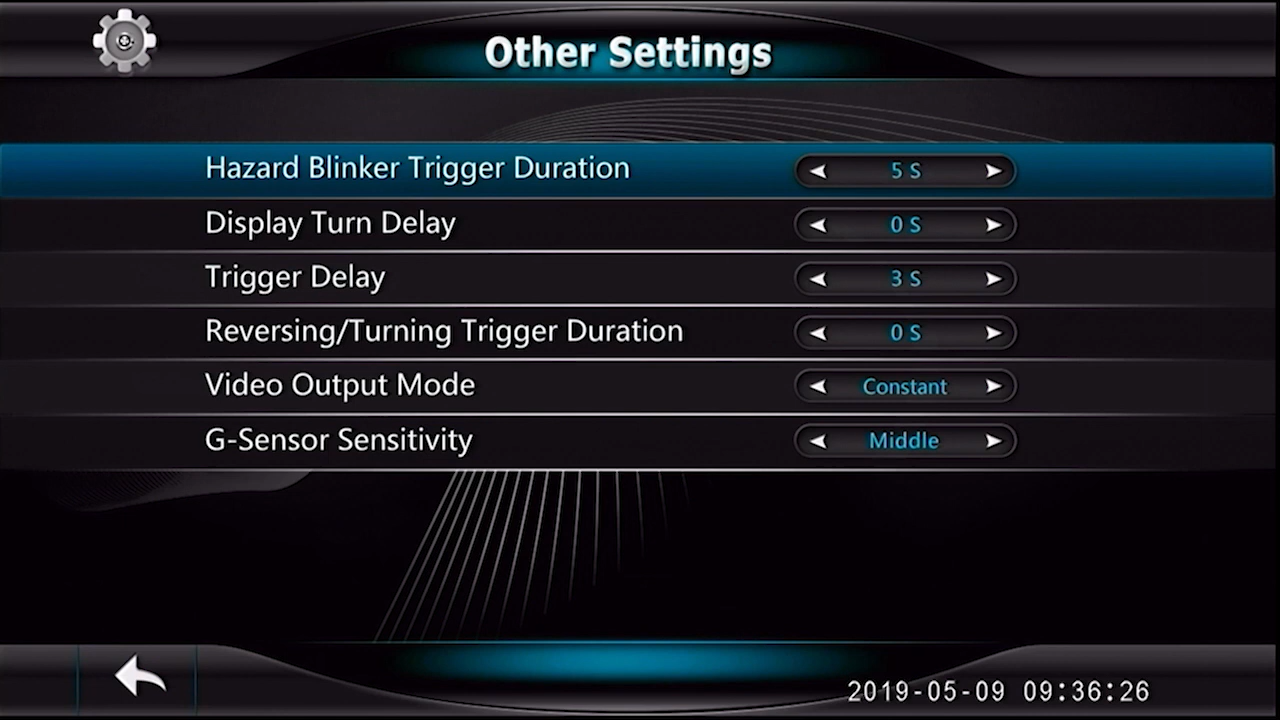 Other Settings
Hazard Blinker Trigger Duration 5 S
Display Turn Delay 0 S
Trigger Delay 3 S
Reversing/Turning Trigger Duration 0 S
Video Output Mode Constant
G-Sensor Sensitivity Middle
2019-05-09 09:36:26